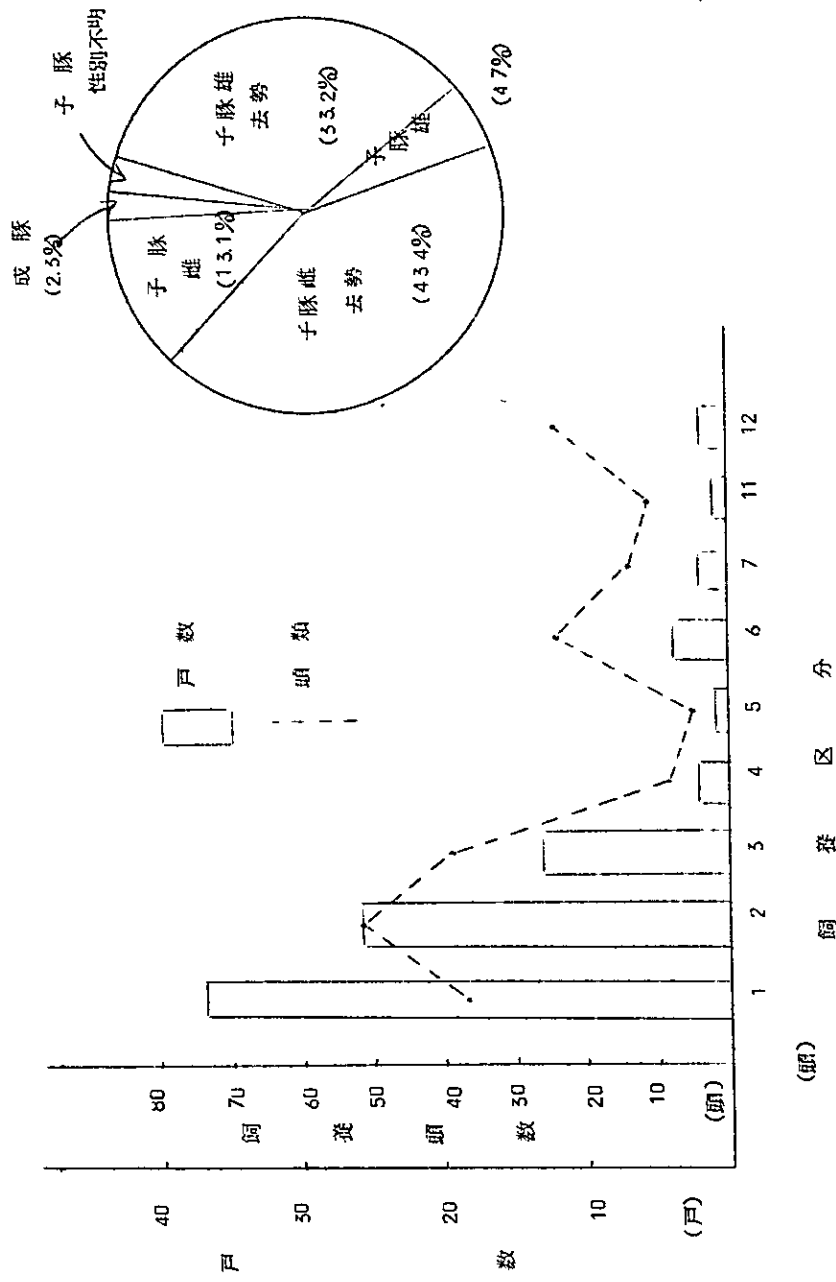 子豚
性別不明
成豚
(2.3%)
子豚雄
去勢
(33.2%)
子豚
雄
(4.7%)
子豚
雌
(13.1%)
子豚雌
去勢
(43.4%)
戸数
頭類
飼養頭数
80
70
60
50
40
30
20
10
(頭)
戸数
40
30
20
10
(戸)
1 2 3 4 5 6 7 11 12
(頭) 飼養区分